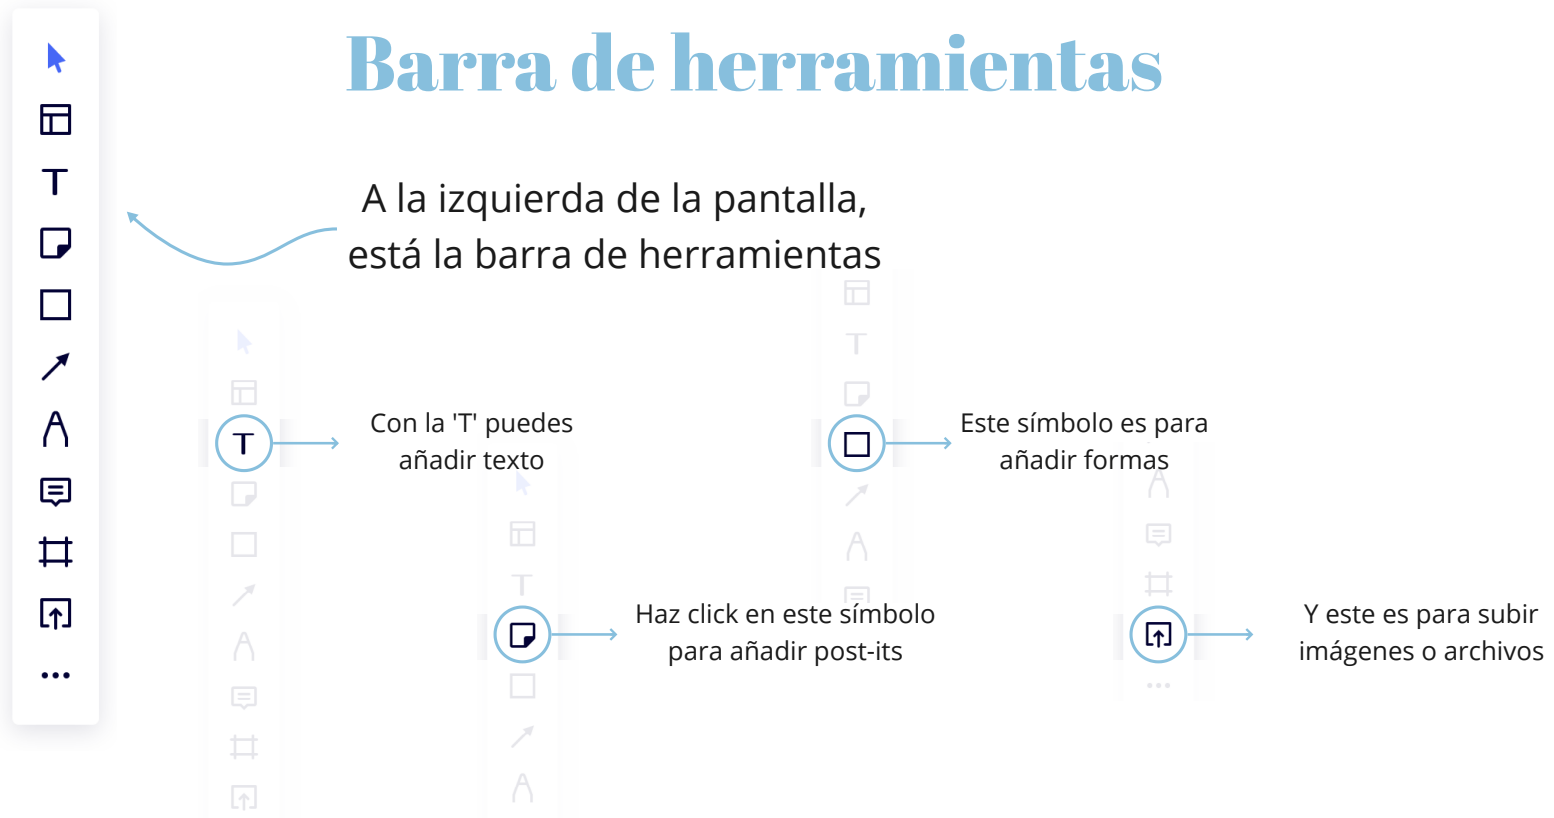 Barra de herramientas
A la izquierda de la pantalla,
está la barra de herramientas
Con la 'T' puedes
añadir texto
Este símbolo es para
añadir formas
Haz click en este símbolo
para añadir post-its
Y este es para subir
imágenes o archivos